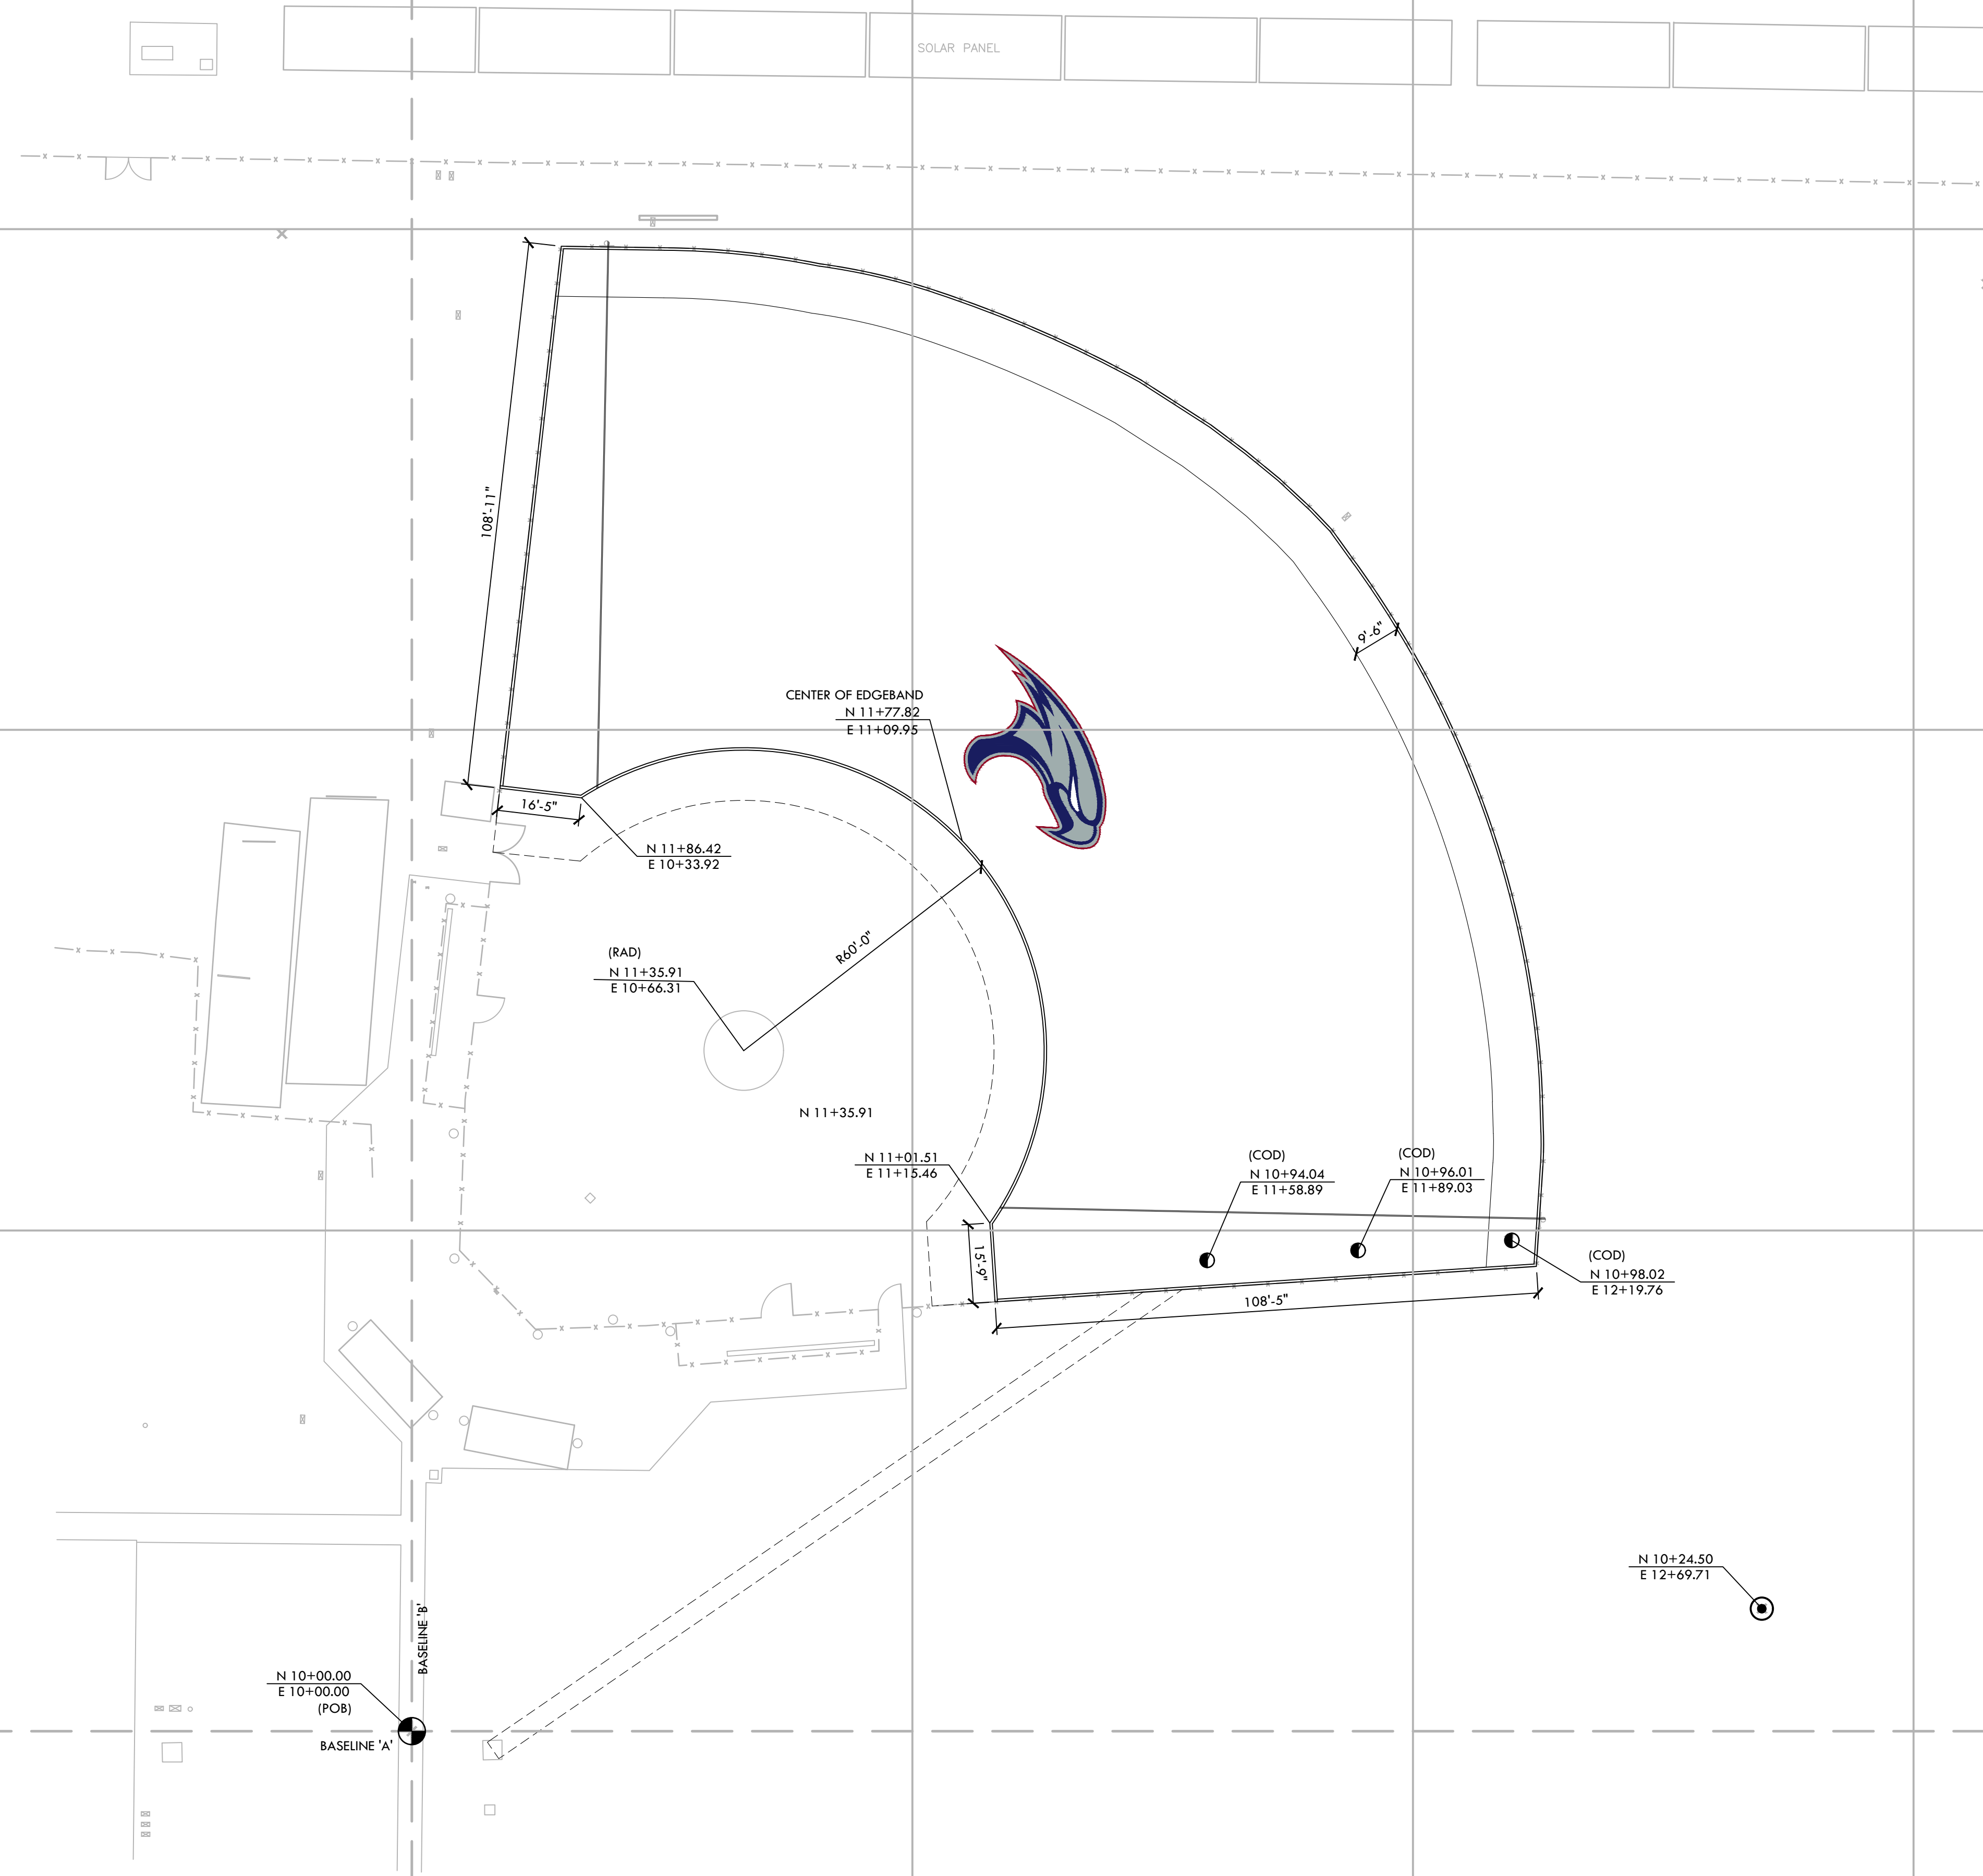 SOLAR PANEL
108'-11"
9'-6"
CENTER OF EDGEBAND
N 11+77.82
E 11+09.95
16'-5"
N 11+86.42
E 10+33.92
R60'-0"
(RAD)
N 11+35.91
E 10+66.31
N 11+35.91
N 11+01.51
E 11+15.46
(COD)
N 10+94.04
E 11+58.89
(COD)
N 10+96.01
E 11+89.03
15'-9"
(COD)
N 10+98.02
E 12+19.76
108'-5"
N 10+24.50
E 12+69.71
BASELINE 'B'
N 10+00.00
E 10+00.00
(POB)
BASELINE 'A'